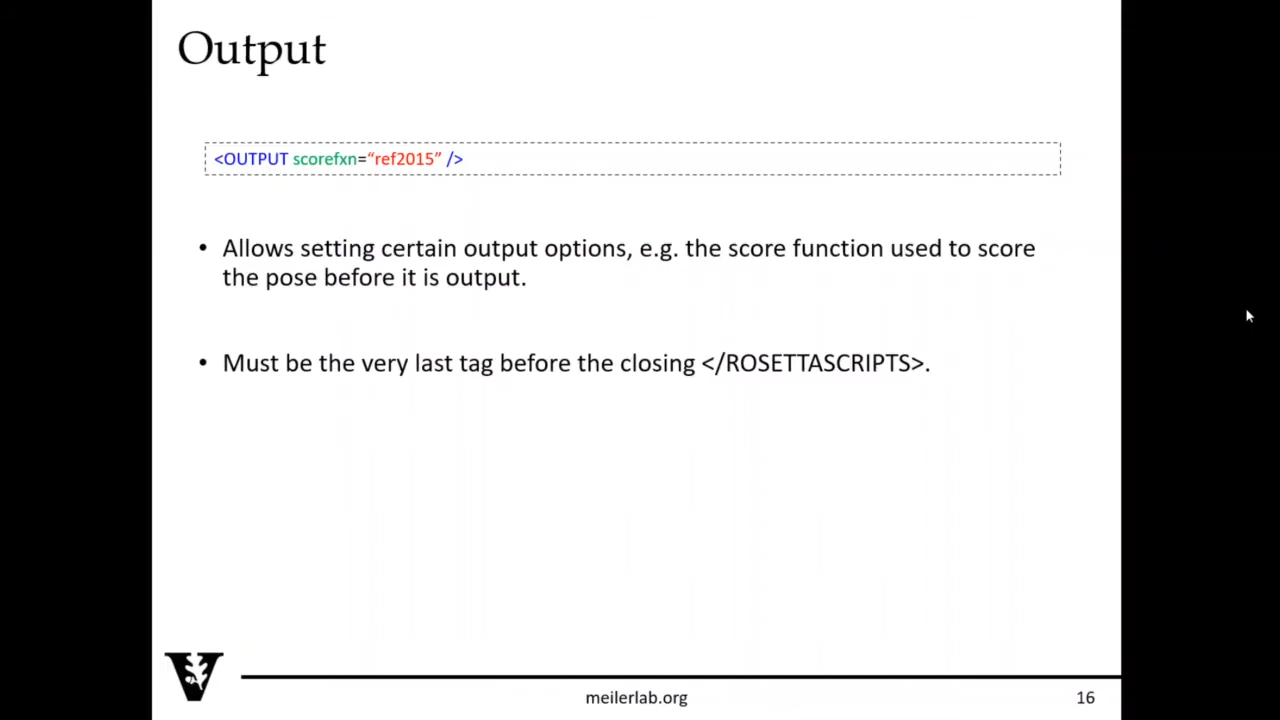 Output
<OUTPUT scorefxn=“ref2015” />
• Allows setting certain output options, e.g. the score function used to score
the pose before it is output.
• Must be the very last tag before the closing </ROSETTASCRIPTS>.
V
meilerlab.org
16